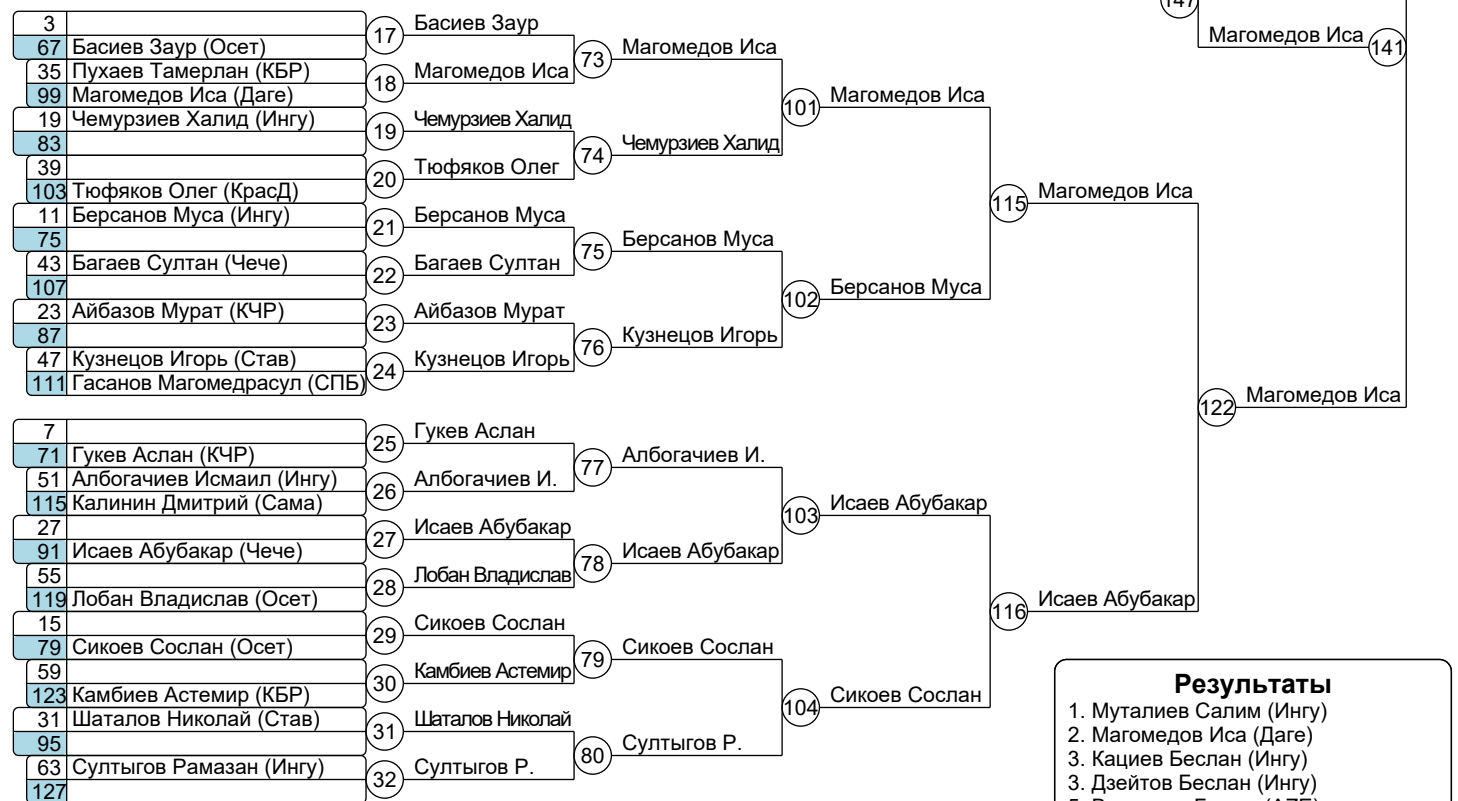 147
Магомедов Иса
141
3
67 Басиев Заур (Осет)
35 Пухаев Тамерлан (КБР)
99 Магомедов Иса (Даге)
19 Чемурзиев Халид (Ингу)
83
39
103 Тюфяков Олег (КрасД)
11 Берсанов Муса (Ингу)
75
43 Багаев Султан (Чече)
107
23 Айбазов Мурат (КЧР)
87
47 Кузнецов Игорь (Став)
111 Гасанов Магомедрасул (СПБ)
17 Басиев Заур
18 Магомедов Иса
19 Чемурзиев Халид
20 Тюфяков Олег
21 Берсанов Муса
22 Багаев Султан
23 Айбазов Мурат
24 Кузнецов Игорь
73 Магомедов Иса
74 Чемурзиев Халид
75 Берсанов Муса
76 Кузнецов Игорь
101 Магомедов Иса
102 Берсанов Муса
115 Магомедов Иса
122 Магомедов Иса
7
71 Гукев Аслан (КЧР)
51 Албогачиев Исмаил (Ингу)
115 Калинин Дмитрий (Сама)
27
91 Исаев Абубакар (Чече)
55
119 Лобан Владислав (Осет)
15
79 Сикоев Сослан (Осет)
59
123 Камбиев Астемир (КБР)
31 Шаталов Николай (Став)
95
63 Султыгов Рамазан (Ингу)
127
25 Гукев Аслан
26 Албогачиев И.
27 Исаев Абубакар
28 Лобан Владислав
29 Сикоев Сослан
30 Камбиев Астемир
31 Шаталов Николай
32 Султыгов Р.
77 Албогачиев И.
78 Исаев Абубакар
79 Сикоев Сослан
80 Султыгов Р.
103 Исаев Абубакар
104 Сикоев Сослан
116 Исаев Абубакар
Результаты
1. Муталиев Салим (Ингу)
2. Магомедов Иса (Даге)
3. Кациев Беслан (Ингу)
3. Дзейтов Беслан (Ингу)